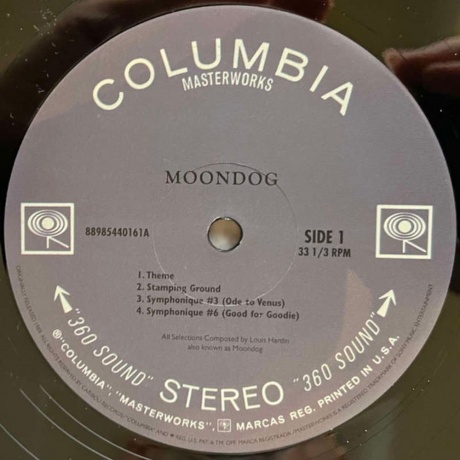 COLUMBIA
MASTERWORKS
MOONDOG
88985440161A
SIDE 1
33 1/3 RPM
1. Theme
2. Stamping Ground
3. Symphonique #3 (Ode to Venus)
4. Symphonique #6 (Good for Goodie)
All Selections Composed by Louis Hardin
also known as Moondog
"360 SOUND" STEREO "360 SOUND"
® "COLUMBIA", "MASTERWORKS", MARCAS REG. PRINTED IN U.S.A.